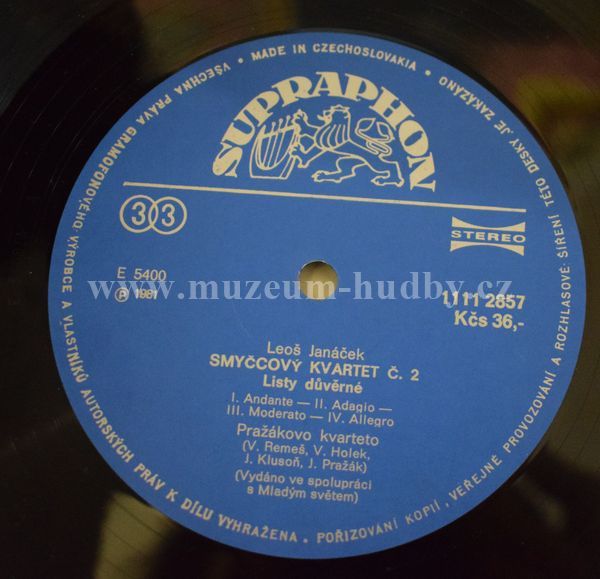 VŠECHNA PRÁVA GRAMOFONOVÉHO VÝROBCE A VLASTNÍKŮ AUTORSKÝCH PRÁV K DÍLU VYHRAŽENA • POŘIZOVÁNÍ KOPIÍ, VEŘEJNÉ PROVOZOVÁNÍ A ROZHLASOVÉ ŠÍŘENÍ TÉTO DESKY JE ZAKÁZÁNO •
MADE IN CZECHOSLOVAKIA •
SUPRAPHON
33
STEREO
E 5400
℗ 1981
www.muzeum-hudby.cz
1111 2857
Kčs 36,-
Leoš Janáček
SMYČCOVÝ KVARTET Č. 2
Listy důvěrné
I. Andante — II. Adagio —
III. Moderato — IV. Allegro
Pražákovo kvarteto
(V. Remeš, V. Holek,
J. Klusoň, J. Pražák)
(Vydáno ve spolupráci
s Mladým světem)